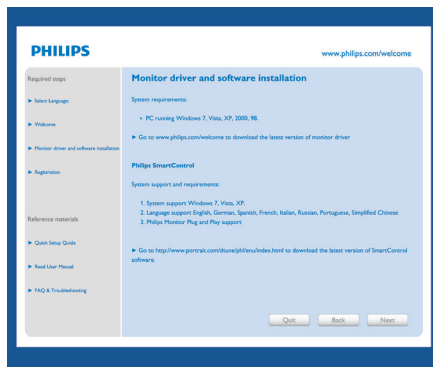 PHILIPS
www.philips.com/welcome
Required steps
► Select Language
► Welcome
► Monitor driver and software installation
► Registration
Reference materials
► Quick Setup Guide
► Read User Manual
► FAQ & Troubleshooting
Monitor driver and software installation
System requirements:
• PC running Windows 7, Vista, XP, 2000, 98.
► Go to www.philips.com/welcome to download the latest version of monitor driver
Philips SmartControl
System support and requirements:
1. System support Windows 7, Vista, XP.
2. Language support English, German, Spanish, French, Italian, Russian, Portuguese, Simplified Chinese
3. Philips Monitor Plug and Play support
► Go to http://www.portrait.com/dtune/phl/enu/index.html to download the latest version of SmartControl
software.
Quit
Back
Next